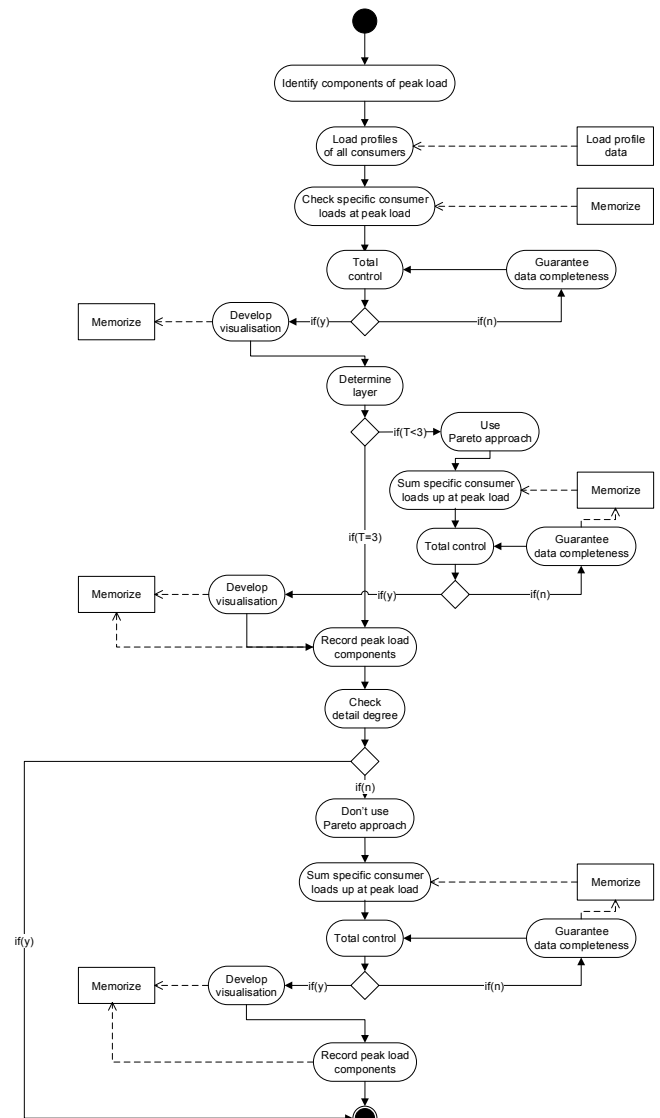 Identify components of peak load
Load profiles
of all consumers
Load profile
data
Check specific consumer
loads at peak load
Memorize
Total
control
Guarantee
data completeness
Memorize
Develop
visualisation
if(y)
if(n)
Determine
layer
if(T<3)
Use
Pareto approach
Sum specific consumer
loads up at peak load
Memorize
if(T=3)
Total control
Guarantee
data completeness
Memorize
Develop
visualisation
if(y)
if(n)
Record peak load
components
Check
detail degree
if(n)
Don't use
Pareto approach
Sum specific consumer
loads up at peak load
Memorize
if(y)
Total control
Guarantee
data completeness
Memorize
Develop
visualisation
if(y)
if(n)
Record peak load
components